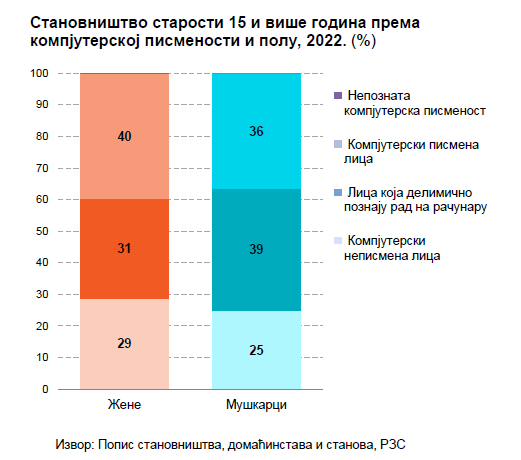 Становништво старости 15 и више година према
компјутерској писмености и полу, 2022. (%)
100
90
80
70
60
50
40
30
20
10
0
40
31
29
36
39
25
Жене
Мушкарци
Непозната
компјутерска писменост
Компјутерски писмена
лица
Лица која делимично
познају рад на рачунару
Компјутерски
неписмена лица
Извор: Попис становништва, домаћинстава и станова, РЗС